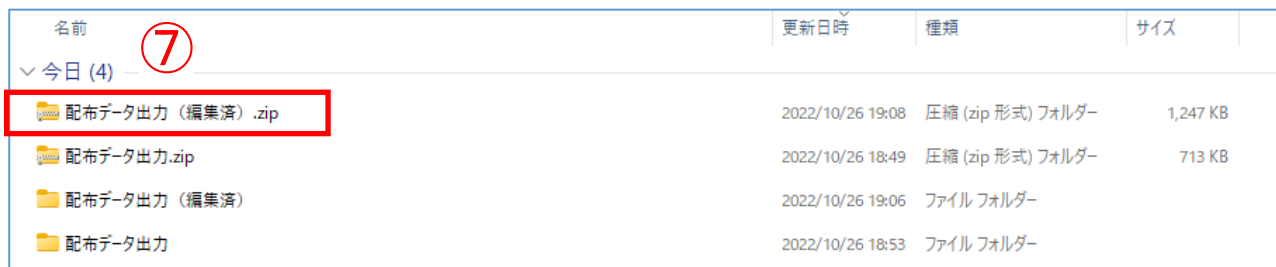 名前 更新日時 種類 サイズ
⑦
今日 (4)
配布データ出力（編集済）.zip 2022/10/26 19:08 圧縮 (zip 形式) フォルダー 1,247 KB
配布データ出力.zip 2022/10/26 18:49 圧縮 (zip 形式) フォルダー 713 KB
配布データ出力（編集済） 2022/10/26 19:06 ファイル フォルダー
配布データ出力 2022/10/26 18:53 ファイル フォルダー